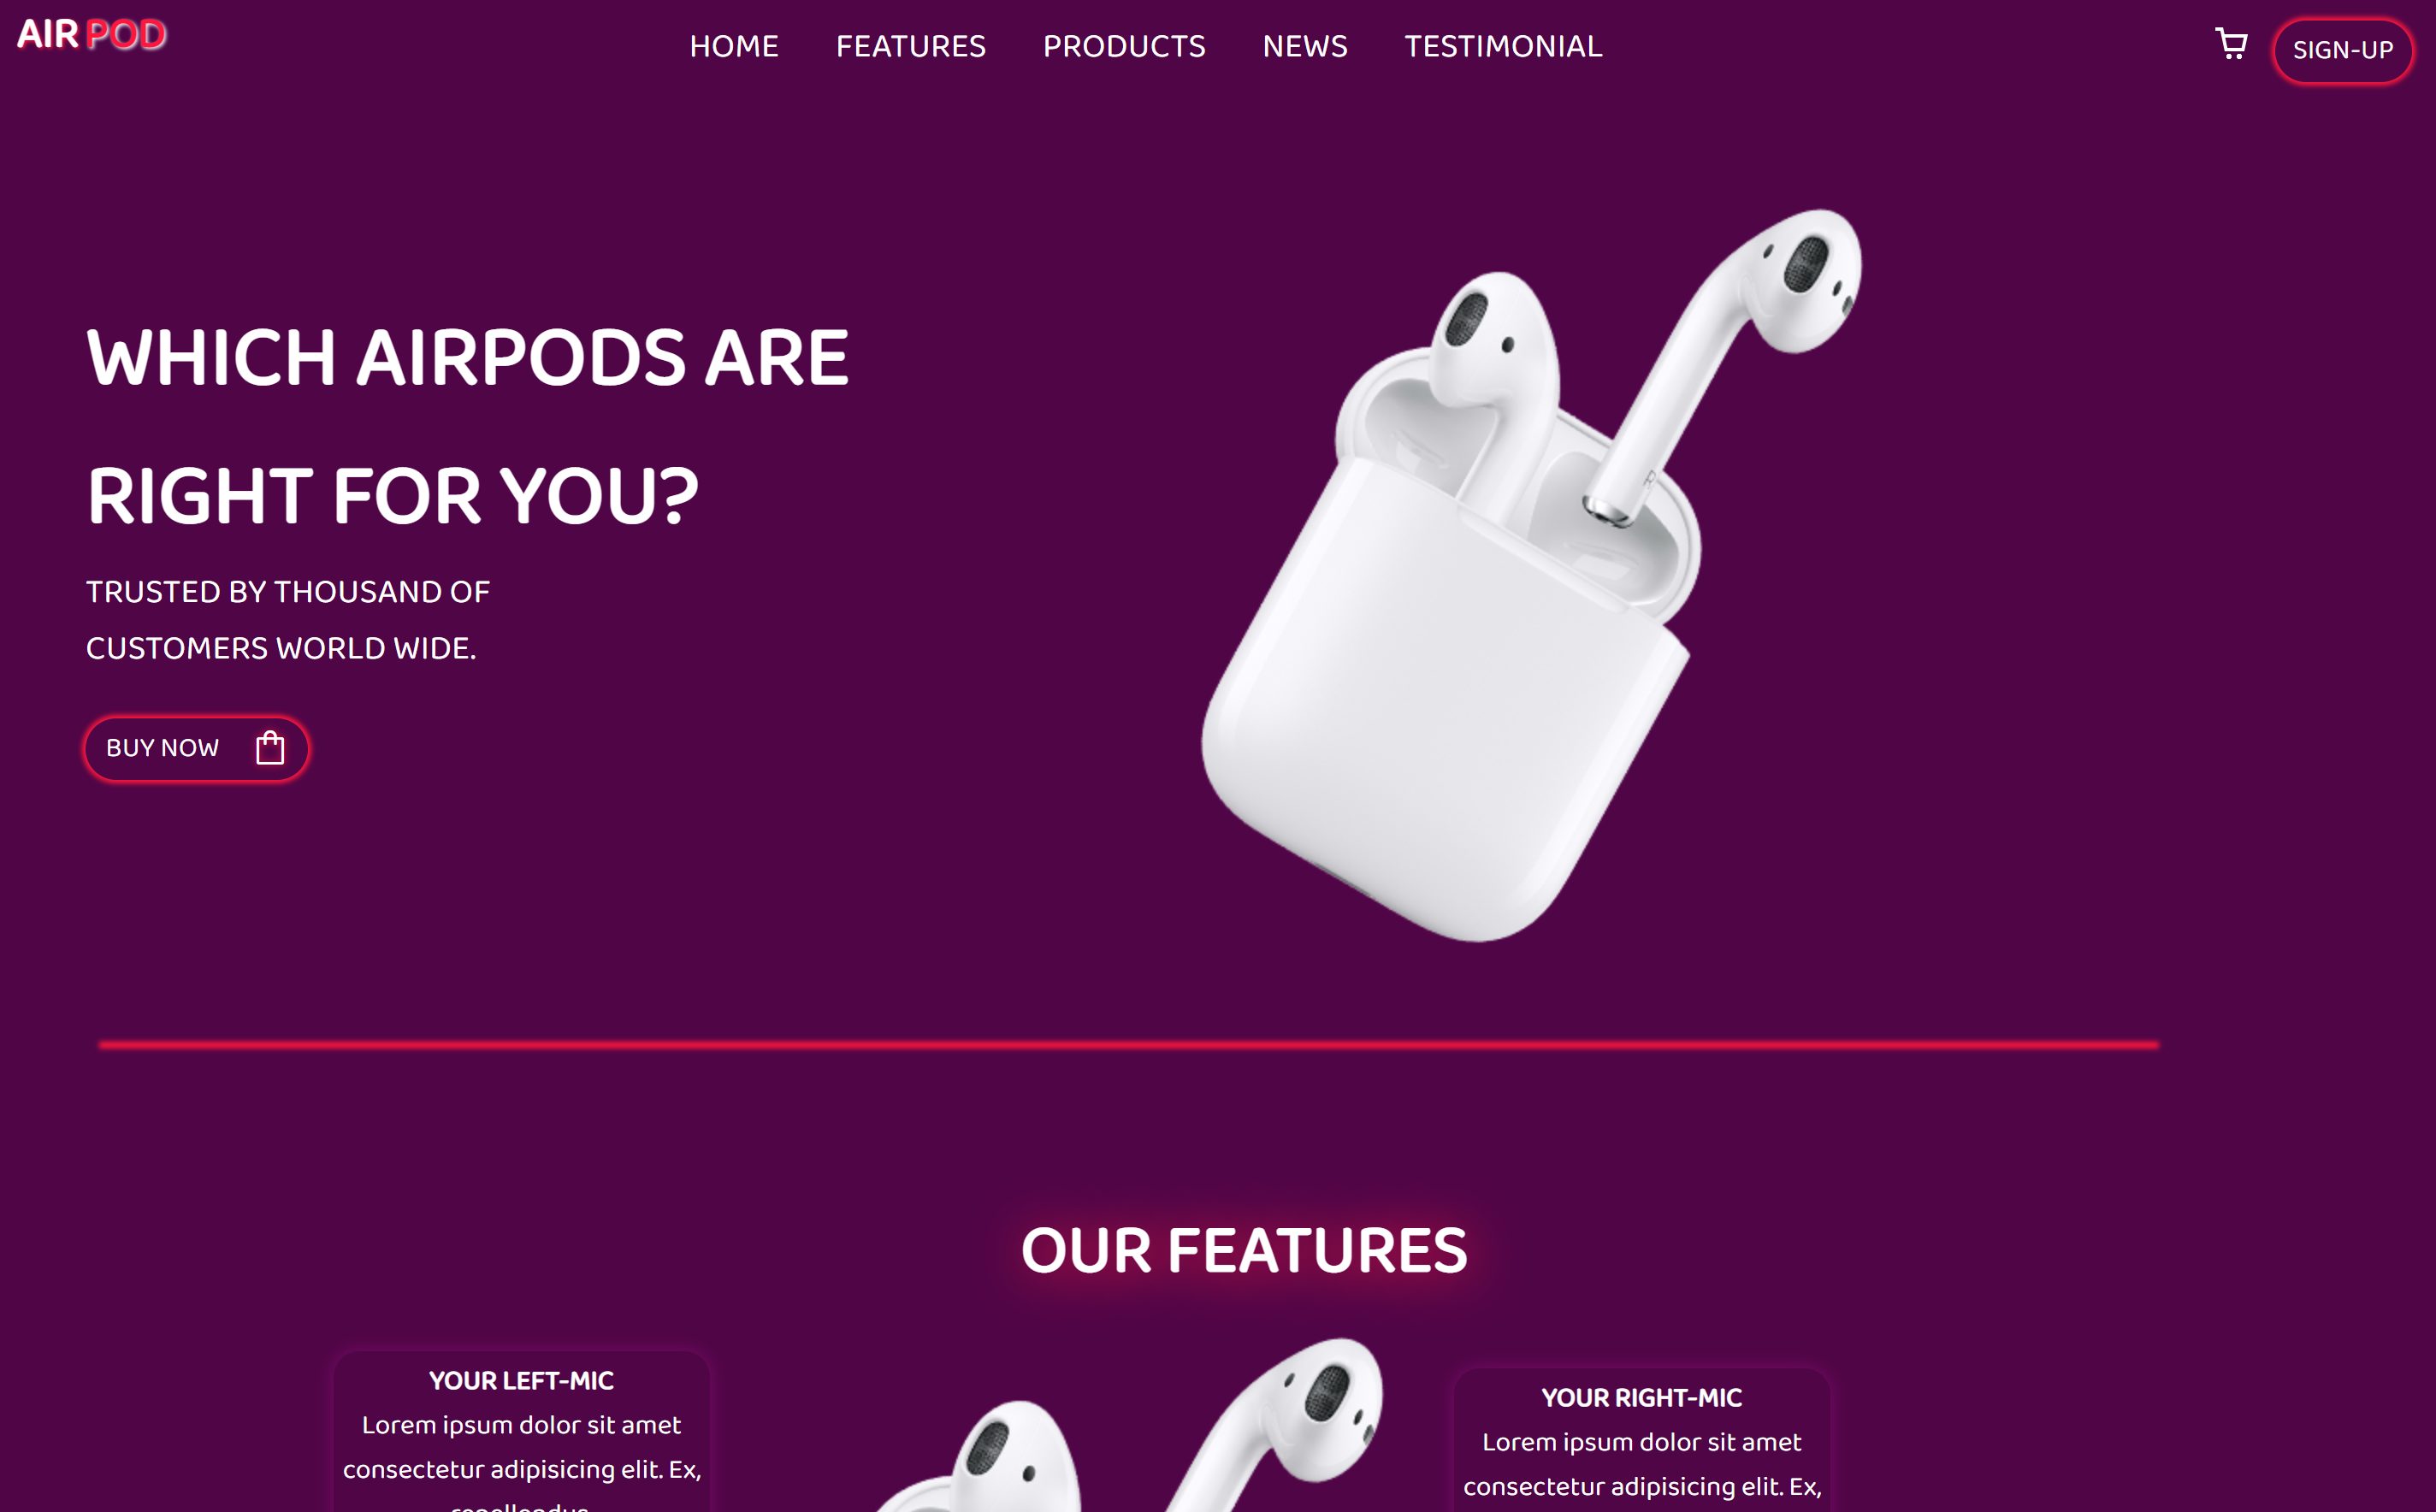 AIR POD
HOME
FEATURES
PRODUCTS
NEWS
TESTIMONIAL
SIGN-UP
WHICH AIRPODS ARE
RIGHT FOR YOU?
TRUSTED BY THOUSAND OF
CUSTOMERS WORLD WIDE.
BUY NOW
OUR FEATURES
YOUR LEFT-MIC
Lorem ipsum dolor sit amet
consectetur adipisicing elit. Ex,
YOUR RIGHT-MIC
Lorem ipsum dolor sit amet
consectetur adipisicing elit. Ex,